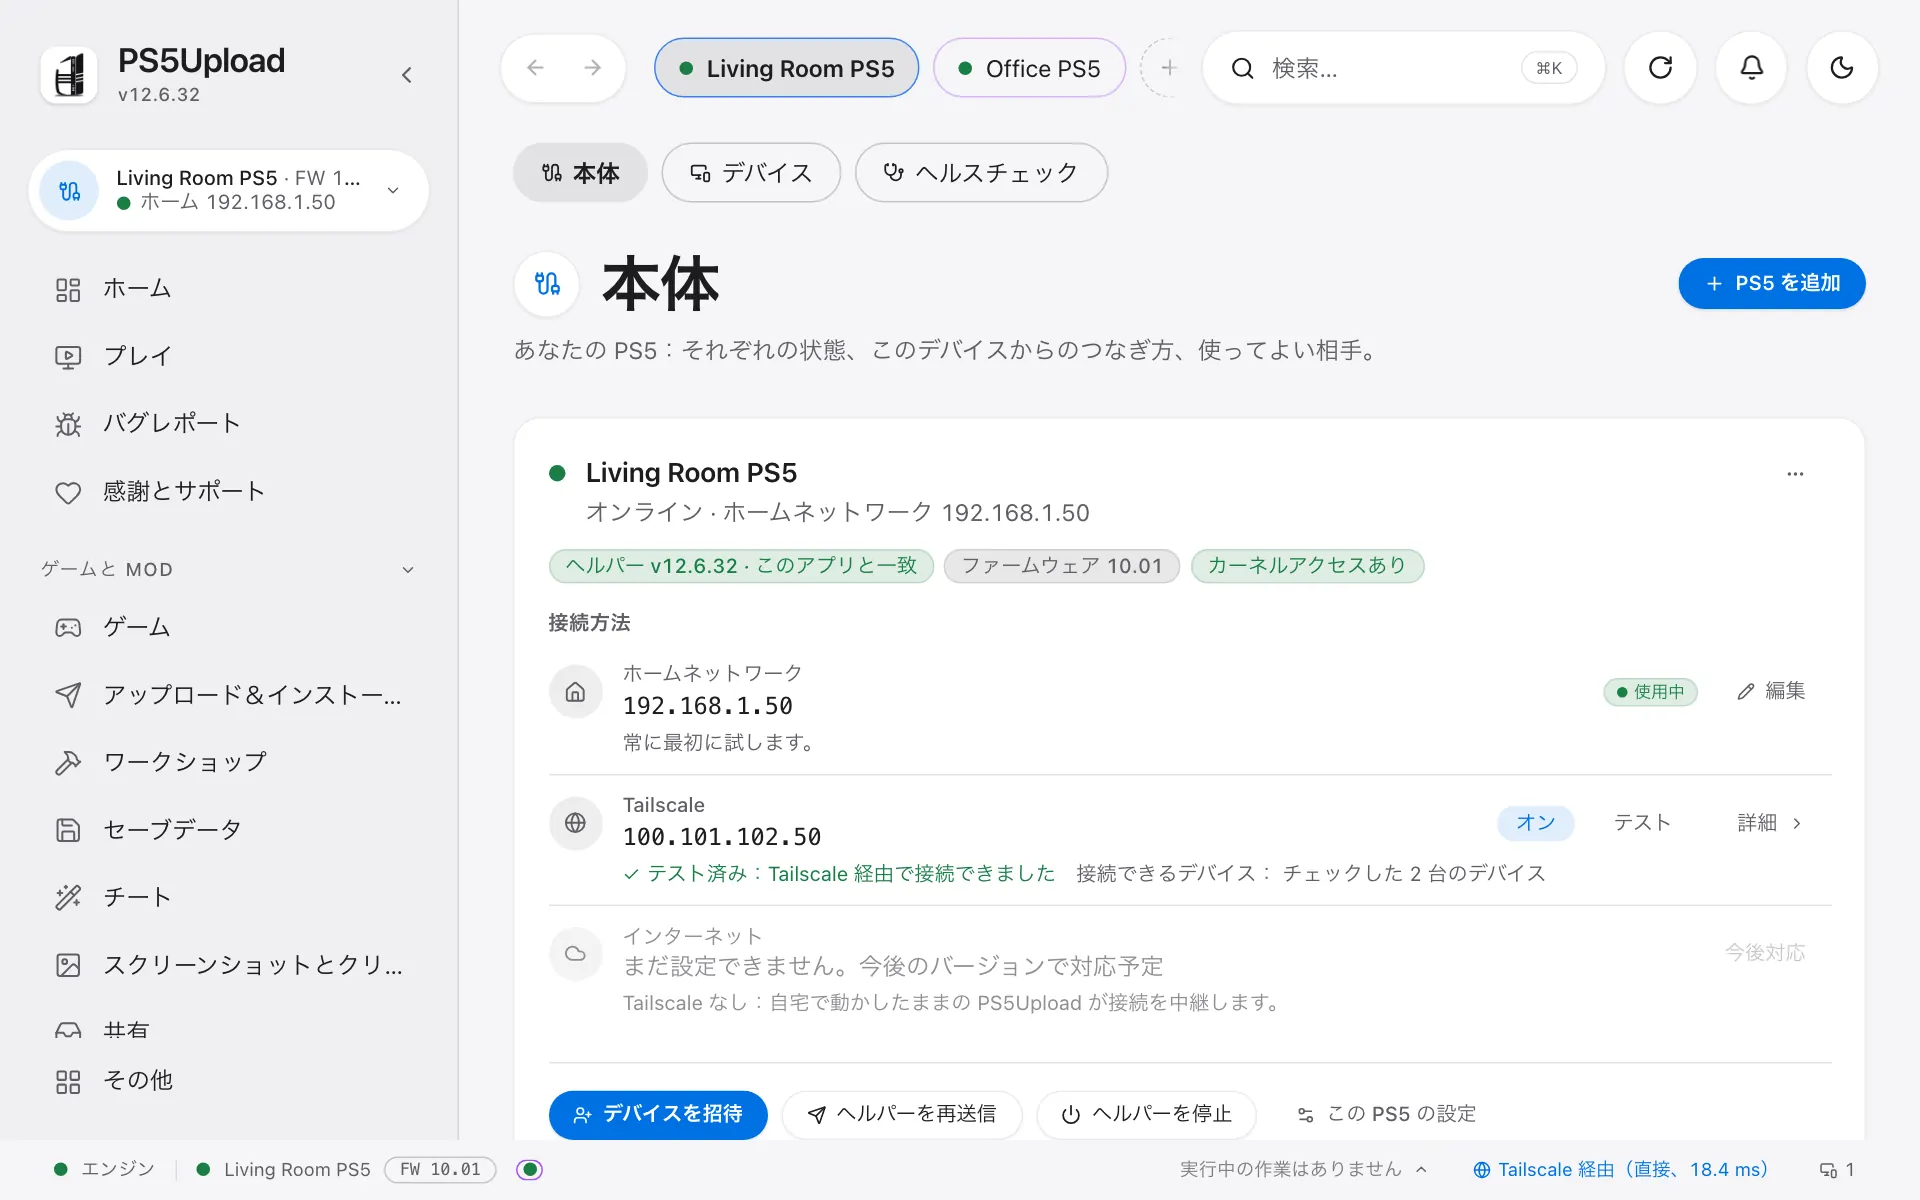 PS5Upload
v12.6.32
Living Room PS5 · FW 1...
ホーム 192.168.1.50
ホーム
プレイ
バグレポート
感謝とサポート
ゲームと MOD
ゲーム
アップロード＆インストー...
ワークショップ
セーブデータ
チート
スクリーンショットとクリ...
共有
その他
Living Room PS5
Office PS5
検索...
⌘K
本体
デバイス
ヘルスチェック
本体
PS5 を追加
あなたの PS5：それぞれの状態、このデバイスからのつなぎ方、使ってよい相手。
Living Room PS5
オンライン · ホームネットワーク 192.168.1.50
ヘルパー v12.6.32 · このアプリと一致
ファームウェア 10.01
カーネルアクセスあり
接続方法
ホームネットワーク
192.168.1.50
常に最初に試します。
使用中
編集
Tailscale
100.101.102.50
✓ テスト済み：Tailscale 経由で接続できました 接続できるデバイス： チェックした 2 台のデバイス
オン
テスト
詳細
インターネット
まだ設定できません。今後のバージョンで対応予定
Tailscale なし：自宅で動かしたままの PS5Upload が接続を中継します。
今後対応
デバイスを招待
ヘルパーを再送信
ヘルパーを停止
この PS5 の設定
エンジン
Living Room PS5
FW 10.01
実行中の作業はありません
Tailscale 経由（直接、18.4 ms）
1